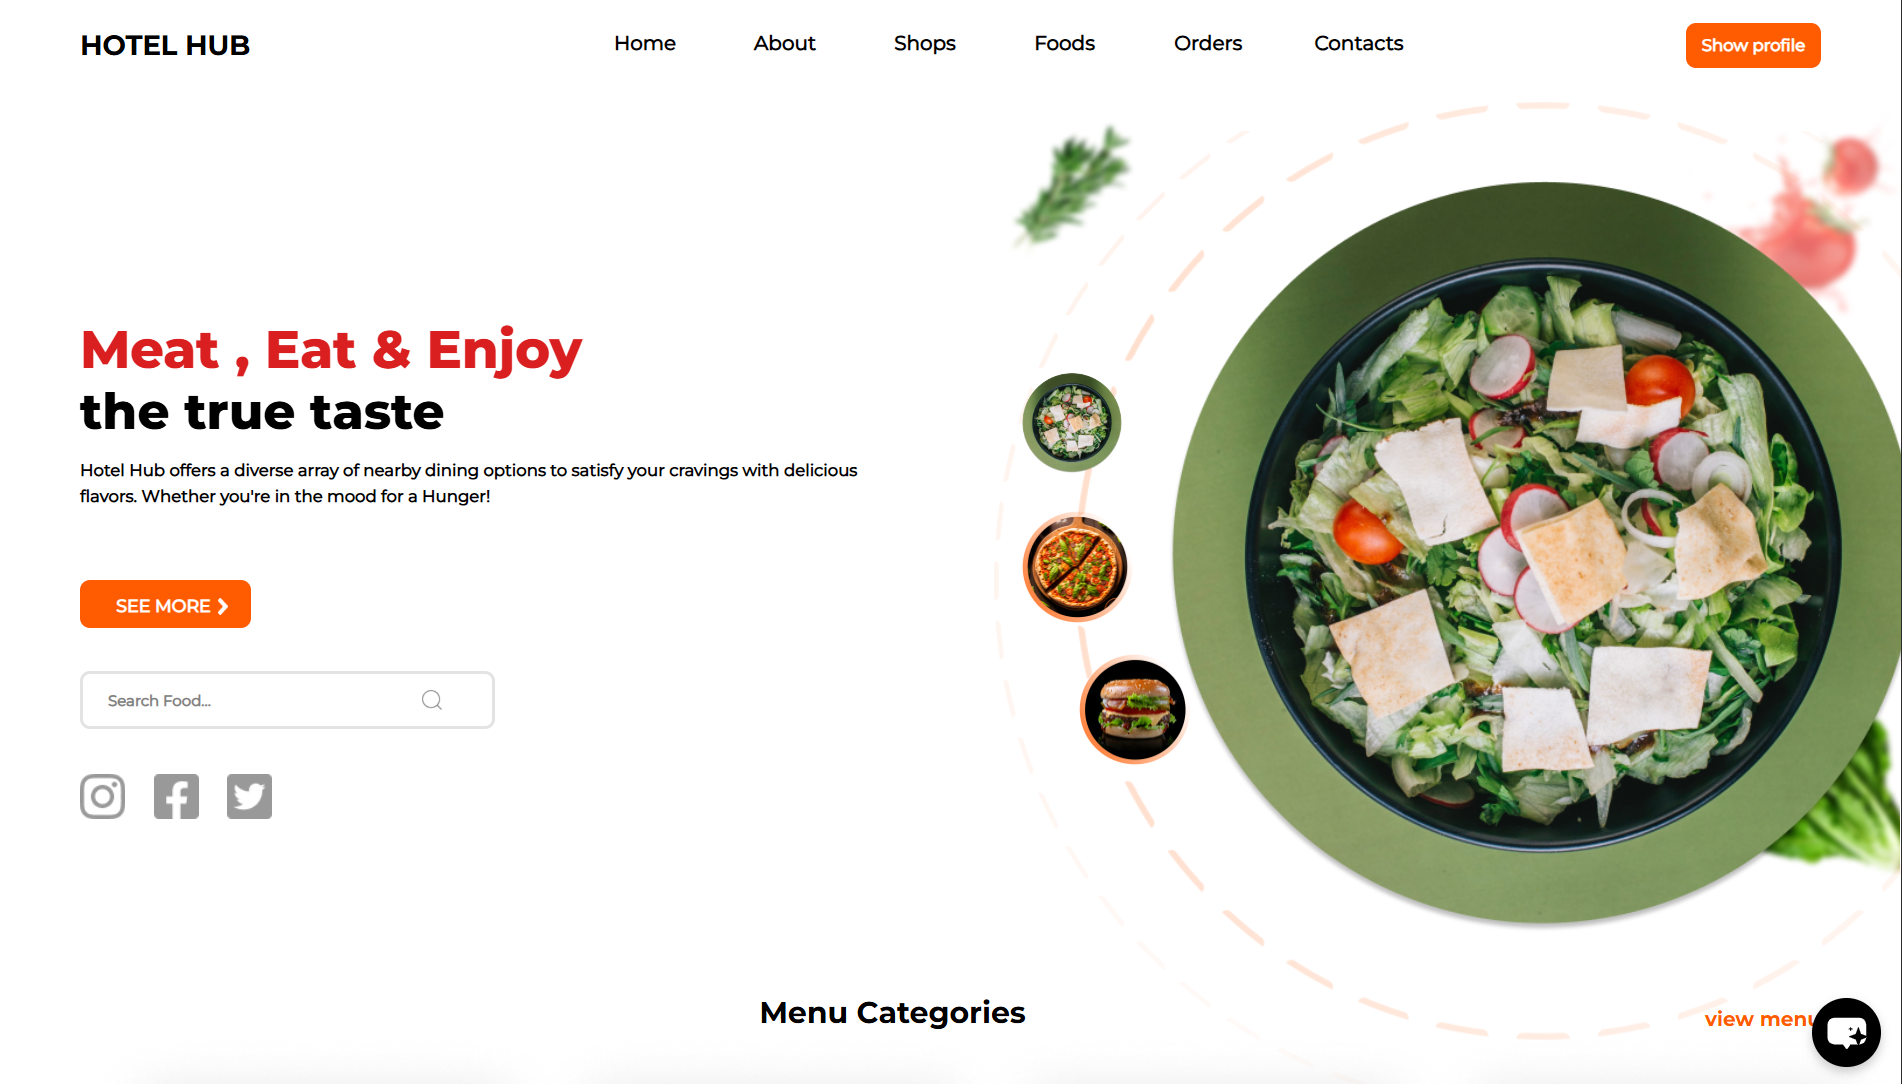 HOTEL HUB
Home
About
Shops
Foods
Orders
Contacts
Show profile
Meat , Eat & Enjoy
the true taste
Hotel Hub offers a diverse array of nearby dining options to satisfy your cravings with delicious
flavors. Whether you're in the mood for a Hunger!
SEE MORE
Search Food...
Menu Categories
view menu